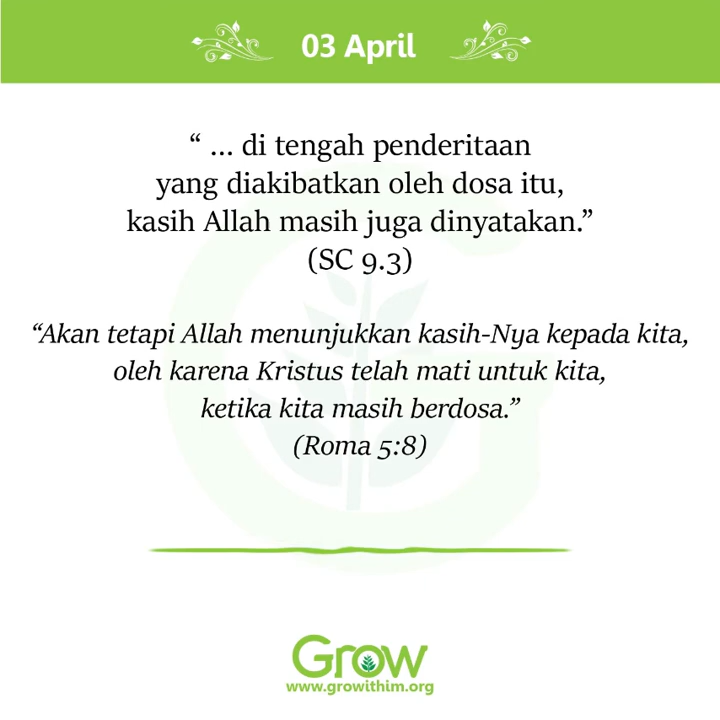 03 April
“ ... di tengah penderitaan
yang diakibatkan oleh dosa itu,
kasih Allah masih juga dinyatakan.”
(SC 9.3)
“Akan tetapi Allah menunjukkan kasih-Nya kepada kita,
oleh karena Kristus telah mati untuk kita,
ketika kita masih berdosa.”
(Roma 5:8)
Grow
www.growithim.org